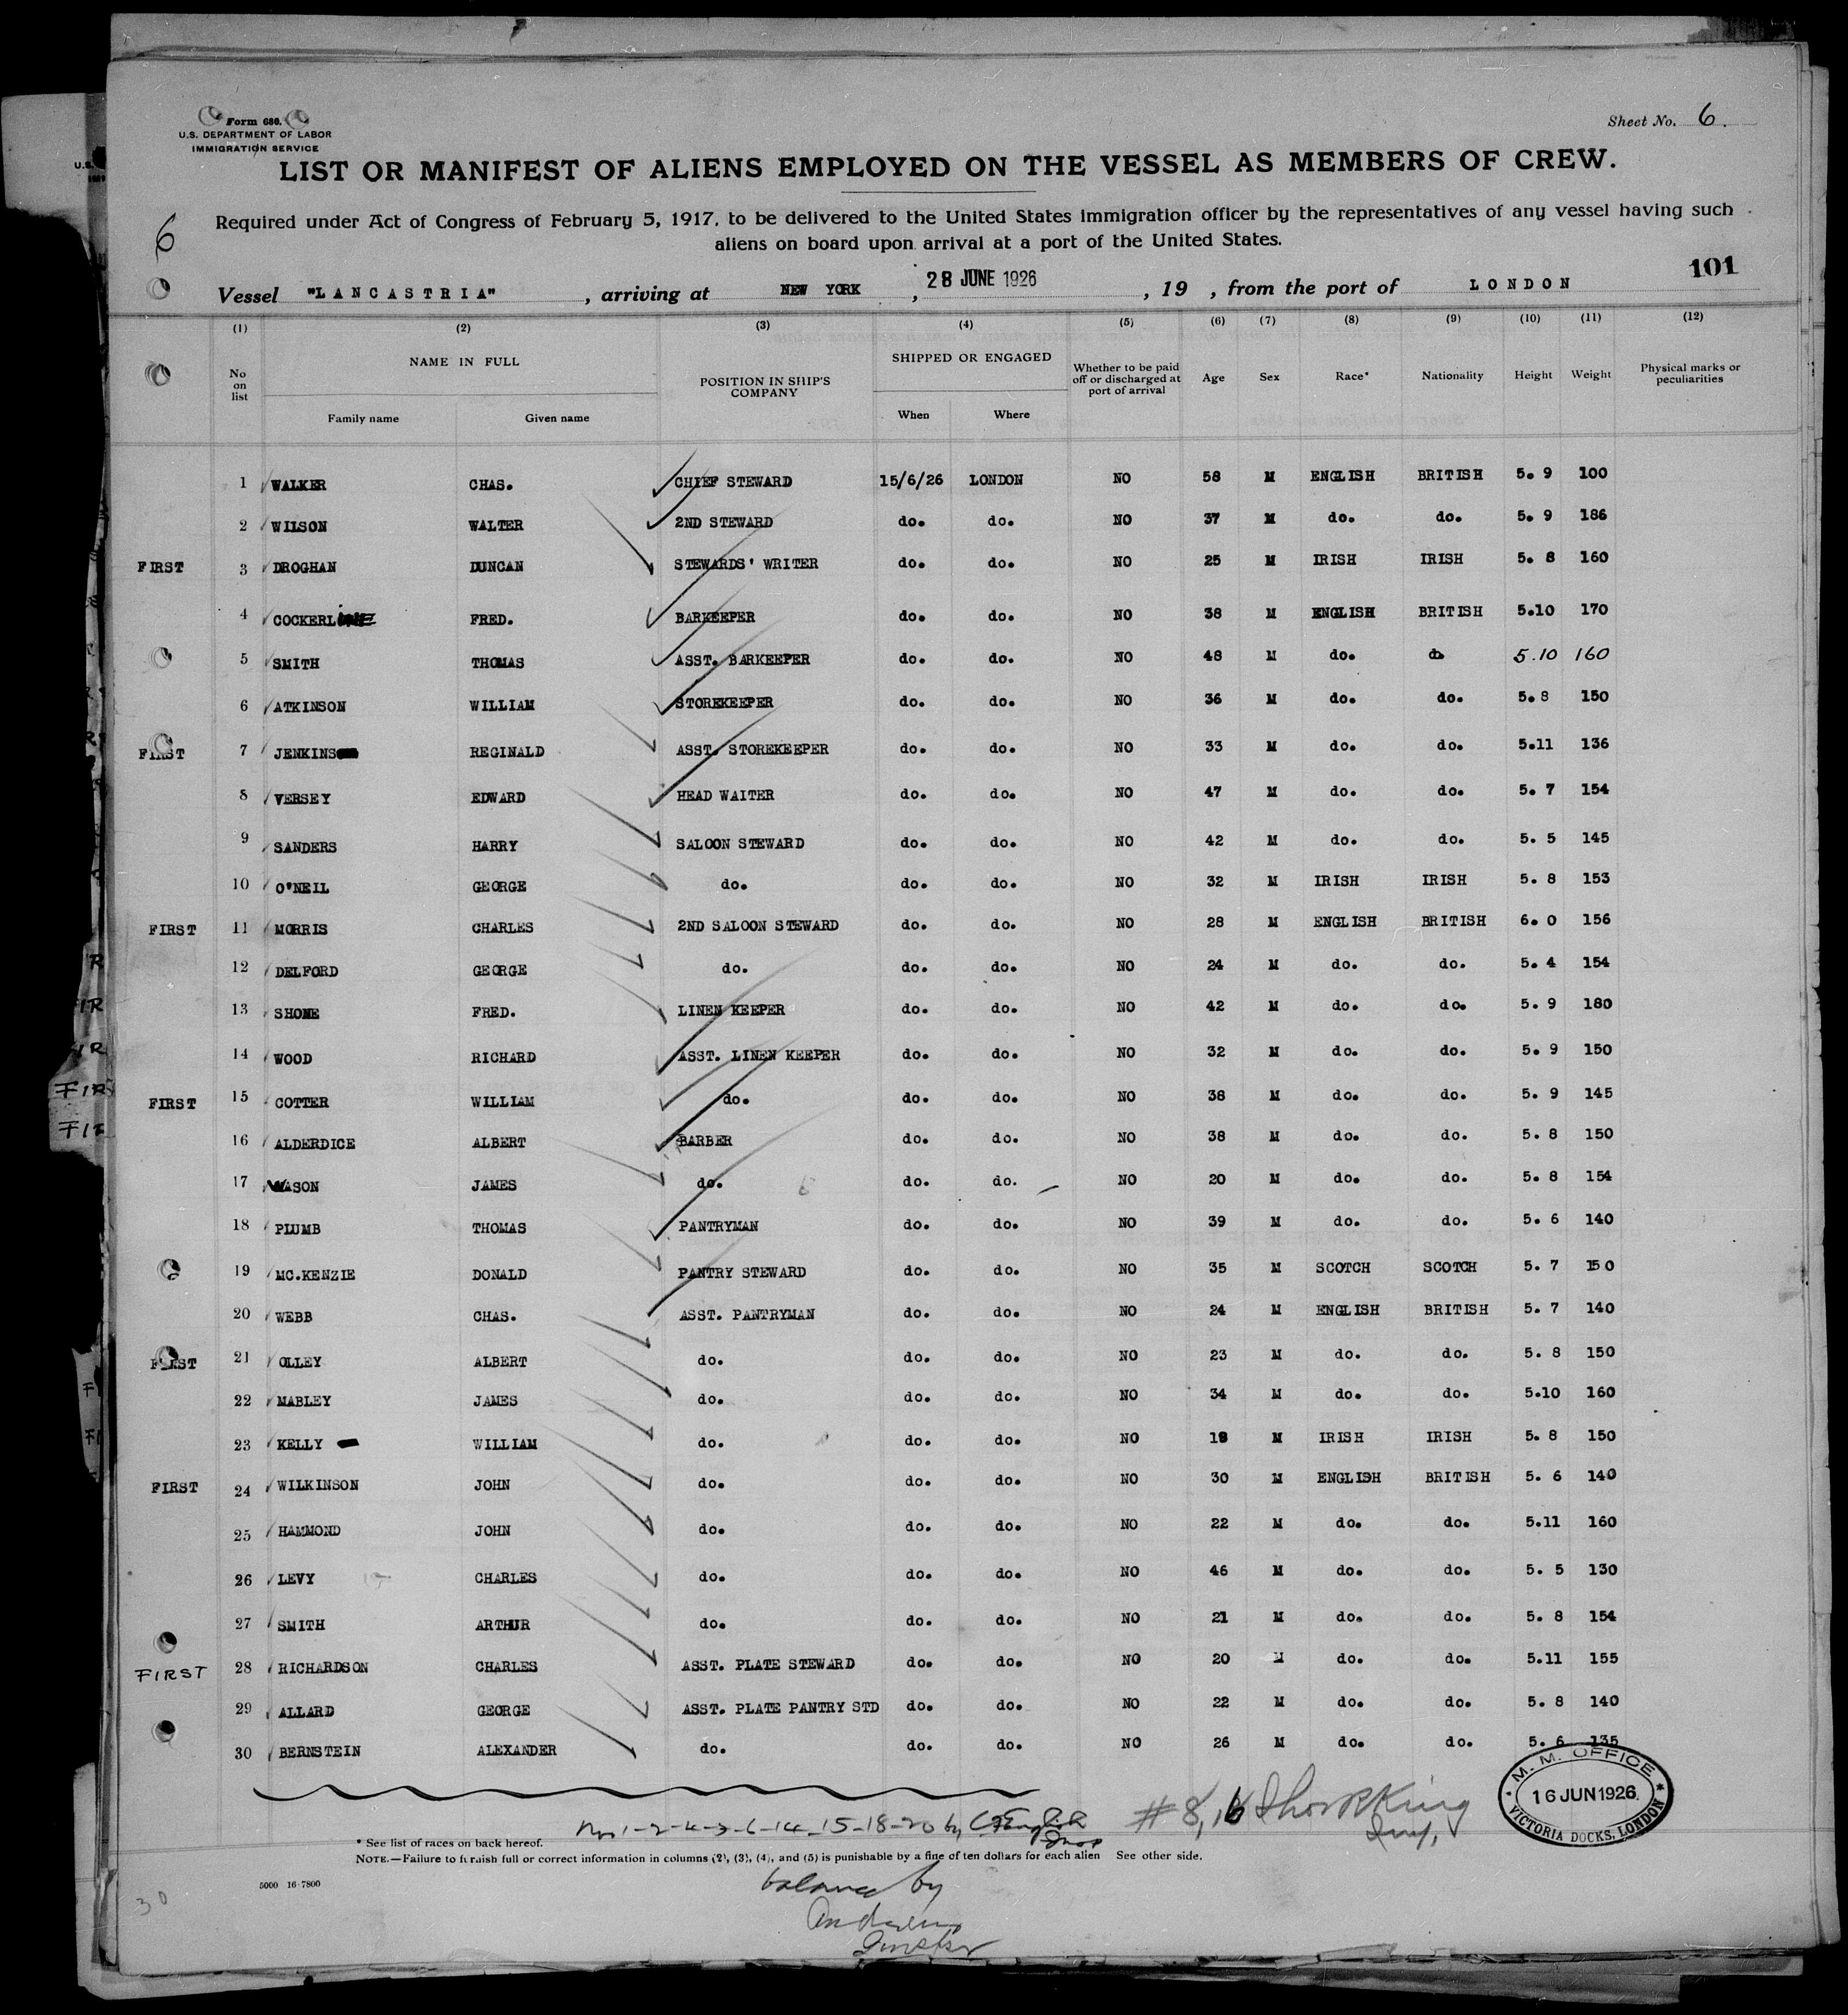 Form 680.
U.S. DEPARTMENT OF LABOR
IMMIGRATION SERVICE
Sheet No. 6.
LIST OR MANIFEST OF ALIENS EMPLOYED ON THE VESSEL AS MEMBERS OF CREW.
6
Required under Act of Congress of February 5, 1917, to be delivered to the United States immigration officer by the representatives of any vessel having such
aliens on board upon arrival at a port of the United States.
101
Vessel "LANCASTRIA", arriving at NEW YORK, 28 JUNE 1926, 19 , from the port of LONDON
(1) (2) (3) (4) (5) (6) (7) (8) (9) (10) (11) (12)
No on list NAME IN FULL Family name Given name POSITION IN SHIP'S COMPANY SHIPPED OR ENGAGED When Where Whether to be paid off or discharged at port of arrival Age Sex Race* Nationality Height Weight Physical marks or peculiarities
1 WALKER CHAS. CHIEF STEWARD 15/6/26 LONDON NO 58 M ENGLISH BRITISH 5. 9 100
2 WILSON WALTER 2ND STEWARD do. do. NO 37 M do. do. 5. 9 186
FIRST 3 DROGHAN DUNCAN STEWARDS' WRITER do. do. NO 25 M IRISH IRISH 5. 8 160
4 COCKERL FRED. BARKEEPER do. do. NO 38 M ENGLISH BRITISH 5.10 170
5 SMITH THOMAS ASST. BARKEEPER do. do. NO 48 M do. do 5.10 160
6 ATKINSON WILLIAM STOREKEEPER do. do. NO 36 M do. do. 5.8 150
FIRST 7 JENKINS REGINALD ASST. STOREKEEPER do. do. NO 33 M do. do. 5.11 136
8 VERSEY EDWARD HEAD WAITER do. do. NO 47 M do. do. 5. 7 154
9 SANDERS HARRY SALOON STEWARD do. do. NO 42 M do. do. 5. 5 145
10 O'NEIL GEORGE do. do. do. NO 32 M IRISH IRISH 5. 8 153
FIRST 11 MORRIS CHARLES 2ND SALOON STEWARD do. do. NO 28 M ENGLISH BRITISH 6. 0 156
12 DELFORD GEORGE do. do. do. NO 24 M do. do. 5. 4 154
13 SHONE FRED. LINEN KEEPER do. do. NO 42 M do. do. 5. 9 180
14 WOOD RICHARD ASST. LINEN KEEPER do. do. NO 32 M do. do. 5. 9 150
FIRST 15 COTTER WILLIAM do. do. do. NO 38 M do. do. 5. 9 145
16 ALDERDICE ALBERT BARBER do. do. NO 38 M do. do. 5. 8 150
17 WASON JAMES do. do. do. NO 20 M do. do. 5. 8 154
18 PLUMB THOMAS PANTRYMAN do. do. NO 39 M do. do. 5. 6 140
19 MC.KENZIE DONALD PANTRY STEWARD do. do. NO 35 M SCOTCH SCOTCH 5. 7 150
20 WEBB CHAS. ASST. PANTRYMAN do. do. NO 24 M ENGLISH BRITISH 5. 7 140
FIRST 21 OLLEY ALBERT do. do. do. NO 23 M do. do. 5. 8 150
22 MABLEY JAMES do. do. do. NO 34 M do. do. 5.10 160
23 KELLY WILLIAM do. do. do. NO 19 M IRISH IRISH 5. 8 150
FIRST 24 WILKINSON JOHN do. do. do. NO 30 M ENGLISH BRITISH 5. 6 140
25 HAMMOND JOHN do. do. do. NO 22 M do. do. 5.11 160
26 LEVY CHARLES do. do. do. NO 46 M do. do. 5. 5 130
27 SMITH ARTHUR do. do. do. NO 21 M do. do. 5. 8 154
FIRST 28 RICHARDSON CHARLES ASST. PLATE STEWARD do. do. NO 20 M do. do. 5.11 155
29 ALLARD GEORGE ASST. PLATE PANTRY STD do. do. NO 22 M do. do. 5. 8 140
30 BERNSTEIN ALEXANDER do. do. do. NO 26 M do. do. 5. 6 135
M. M. OFFICE
16 JUN 1926
VICTORIA DOCKS, LONDON
#8, 16
* See list of races on back hereof.
NOTE.—Failure to furnish full or correct information in columns (2), (3), (4), and (5) is punishable by a fine of ten dollars for each alien See other side.
5000 16-7800
30
balance by